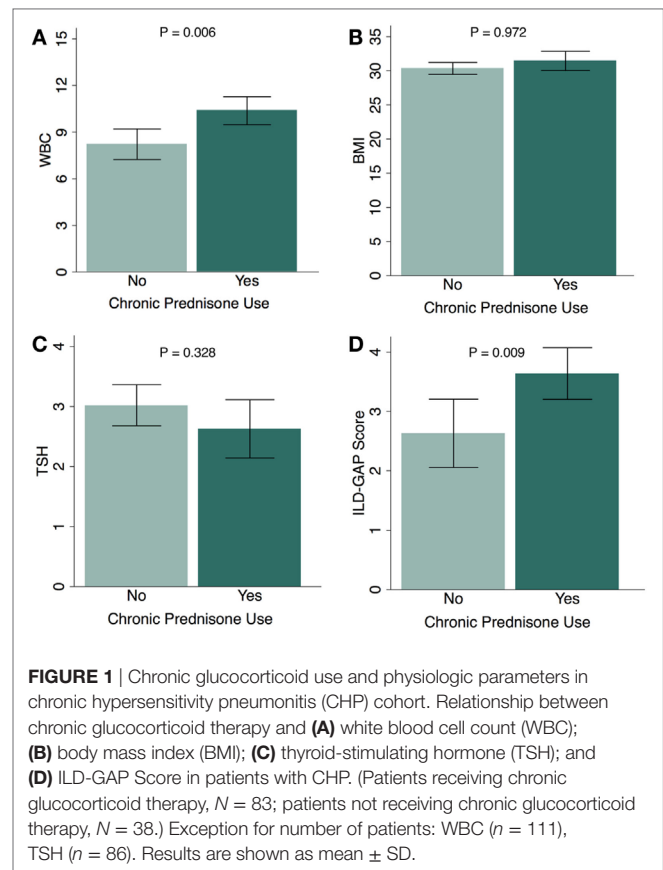 A
P = 0.006
WBC
15
12
9
6
3
0
No
Yes
Chronic Prednisone Use
B
P = 0.972
BMI
35
30
25
20
15
10
5
0
No
Yes
Chronic Prednisone Use
C
P = 0.328
TSH
4
3
2
1
0
No
Yes
Chronic Prednisone Use
D
P = 0.009
ILD-GAP Score
4
3
2
1
0
No
Yes
Chronic Prednisone Use
FIGURE 1 | Chronic glucocorticoid use and physiologic parameters in
chronic hypersensitivity pneumonitis (CHP) cohort. Relationship between
chronic glucocorticoid therapy and (A) white blood cell count (WBC);
(B) body mass index (BMI); (C) thyroid-stimulating hormone (TSH); and
(D) ILD-GAP Score in patients with CHP. (Patients receiving chronic
glucocorticoid therapy, N = 83; patients not receiving chronic glucocorticoid
therapy, N = 38.) Exception for number of patients: WBC (n = 111),
TSH (n = 86). Results are shown as mean ± SD.